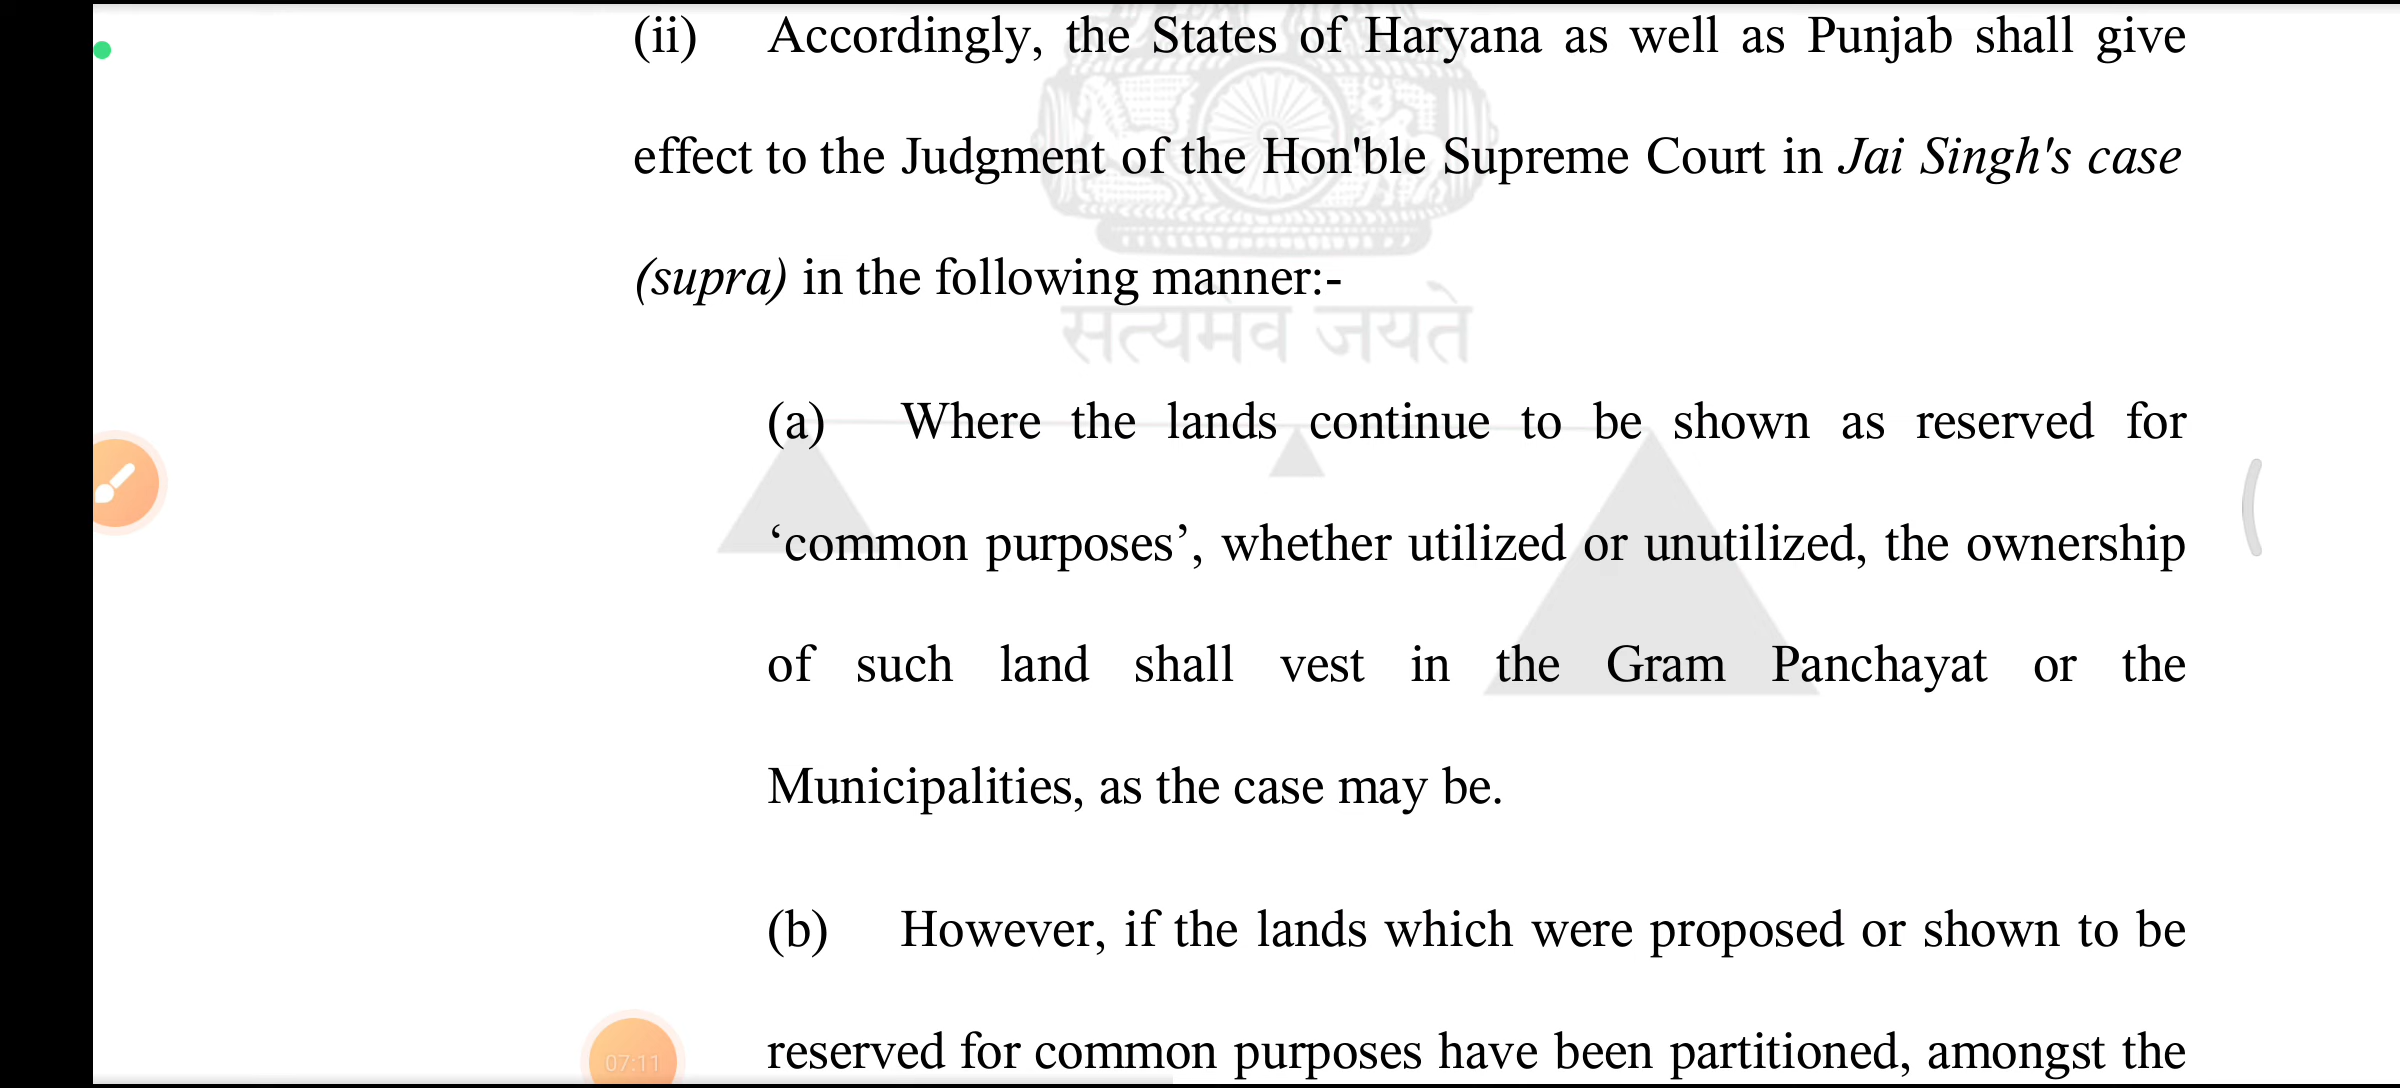 (ii) Accordingly, the States of Haryana as well as Punjab shall give
effect to the Judgment of the Hon'ble Supreme Court in Jai Singh's case
(supra) in the following manner:-
सत्यमेव जयते
(a) Where the lands continue to be shown as reserved for
‘common purposes’, whether utilized or unutilized, the ownership
of such land shall vest in the Gram Panchayat or the
Municipalities, as the case may be.
(b) However, if the lands which were proposed or shown to be
reserved for common purposes have been partitioned, amongst the
07:11